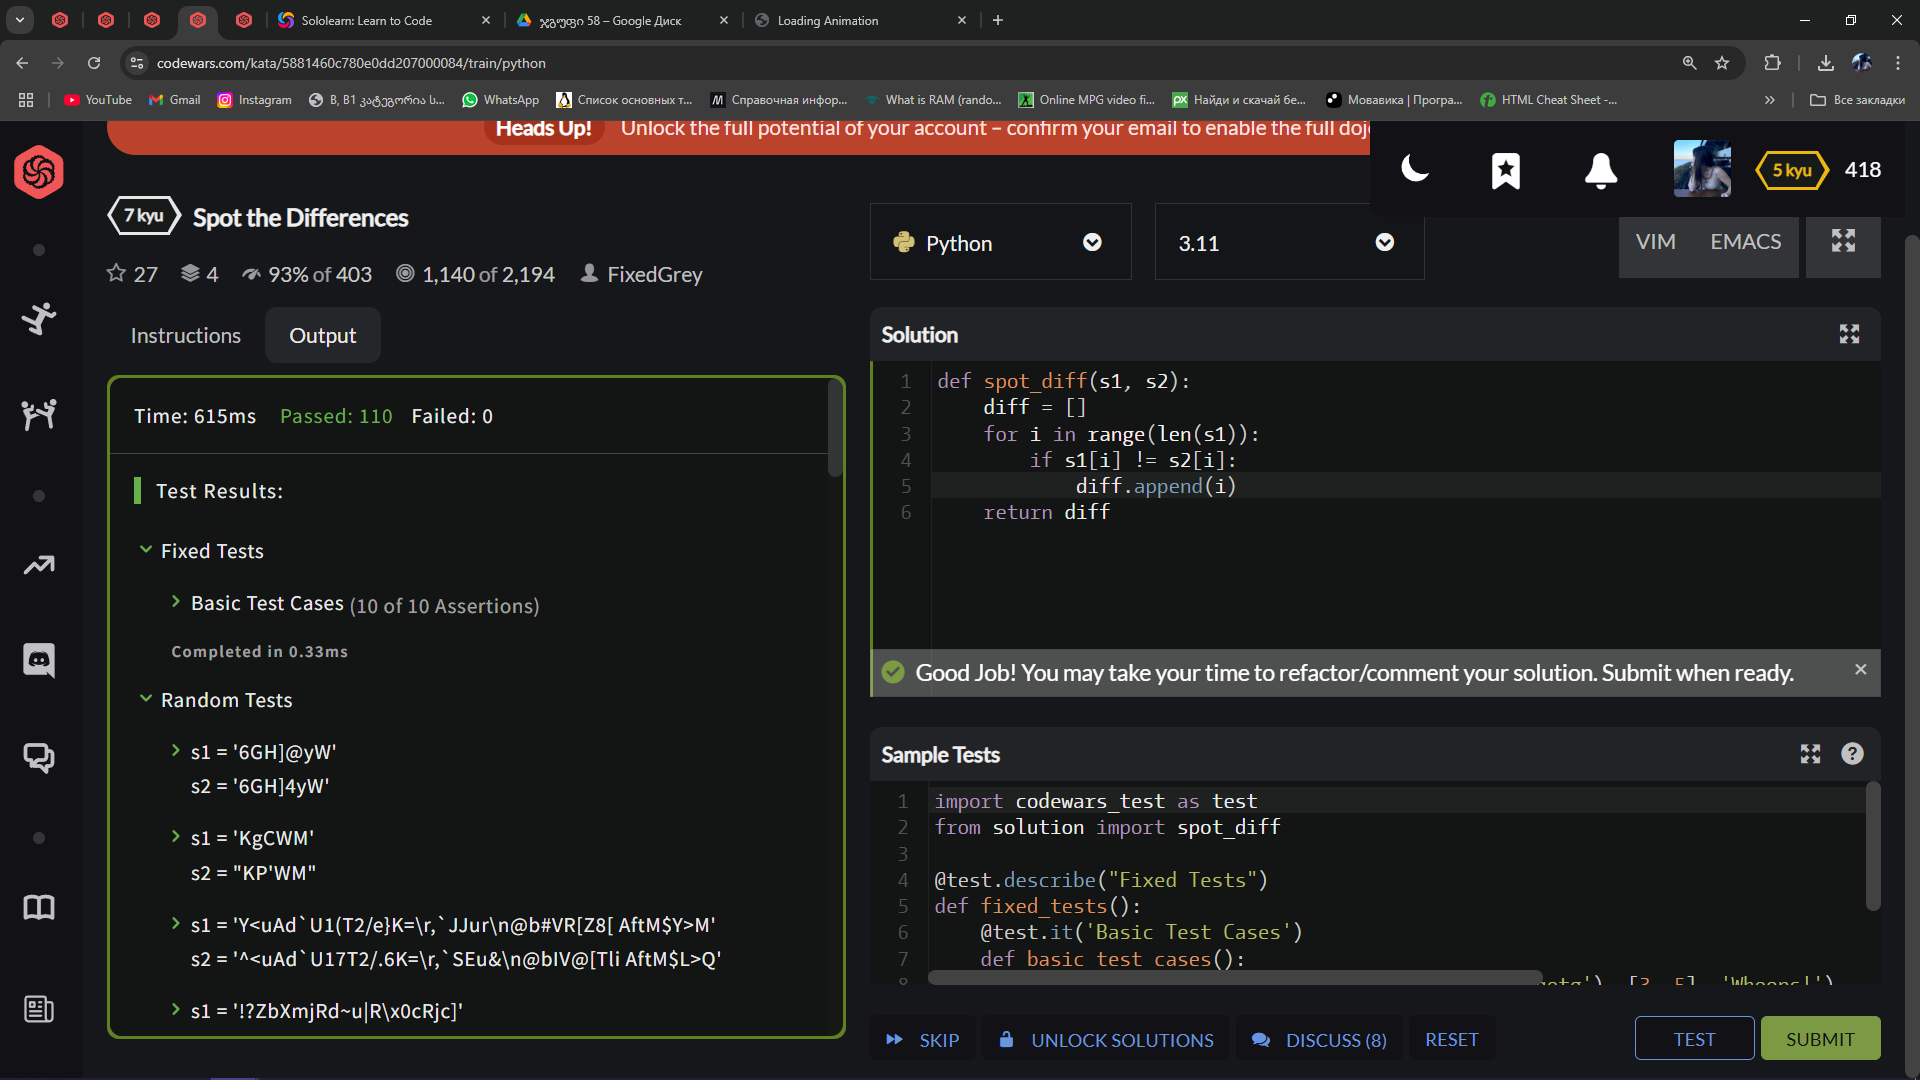 Sololearn: Learn to Code
ჯგუფი 58 – Google Диск
Loading Animation
codewars.com/kata/5881460c780e0dd207000084/train/python
YouTube
Gmail
Instagram
B, B1 კატეგორია ს...
WhatsApp
Список основных т...
Справочная инфор...
What is RAM (rando...
Online MPG video fi...
Найди и скачай бе...
Мовавика | Програ...
HTML Cheat Sheet -...
»
Все закладки
Heads Up! Unlock the full potential of your account – confirm your email to enable the full doj
5 kyu 418
7 kyu Spot the Differences
27 4 93% of 403 1,140 of 2,194 FixedGrey
Instructions Output
Python
3.11
VIM EMACS
Time: 615ms Passed: 110 Failed: 0
Test Results:
Fixed Tests
Basic Test Cases (10 of 10 Assertions)
Completed in 0.33ms
Random Tests
s1 = '6GH]@yW'
s2 = '6GH]4yW'
s1 = 'KgCWM'
s2 = "KP'WM"
s1 = 'Y<uAd`U1(T2/e}K=\r,`JJur\n@b#VR[Z8[ AftM$Y>M'
s2 = '^<uAd`U17T2/.6K=\r,`SEu&\n@bIV@[Tli AftM$L>Q'
s1 = '!?ZbXmjRd~u|R\x0cRjc]'
Solution
1 def spot_diff(s1, s2):
2     diff = []
3     for i in range(len(s1)):
4         if s1[i] != s2[i]:
5             diff.append(i)
6     return diff
Good Job! You may take your time to refactor/comment your solution. Submit when ready.
Sample Tests
1 import codewars_test as test
2 from solution import spot_diff
3
4 @test.describe("Fixed Tests")
5 def fixed_tests():
6     @test.it('Basic Test Cases')
7     def basic_test_cases():
8 [3, 5], 'Whoops!')
SKIP UNLOCK SOLUTIONS DISCUSS (8) RESET TEST SUBMIT